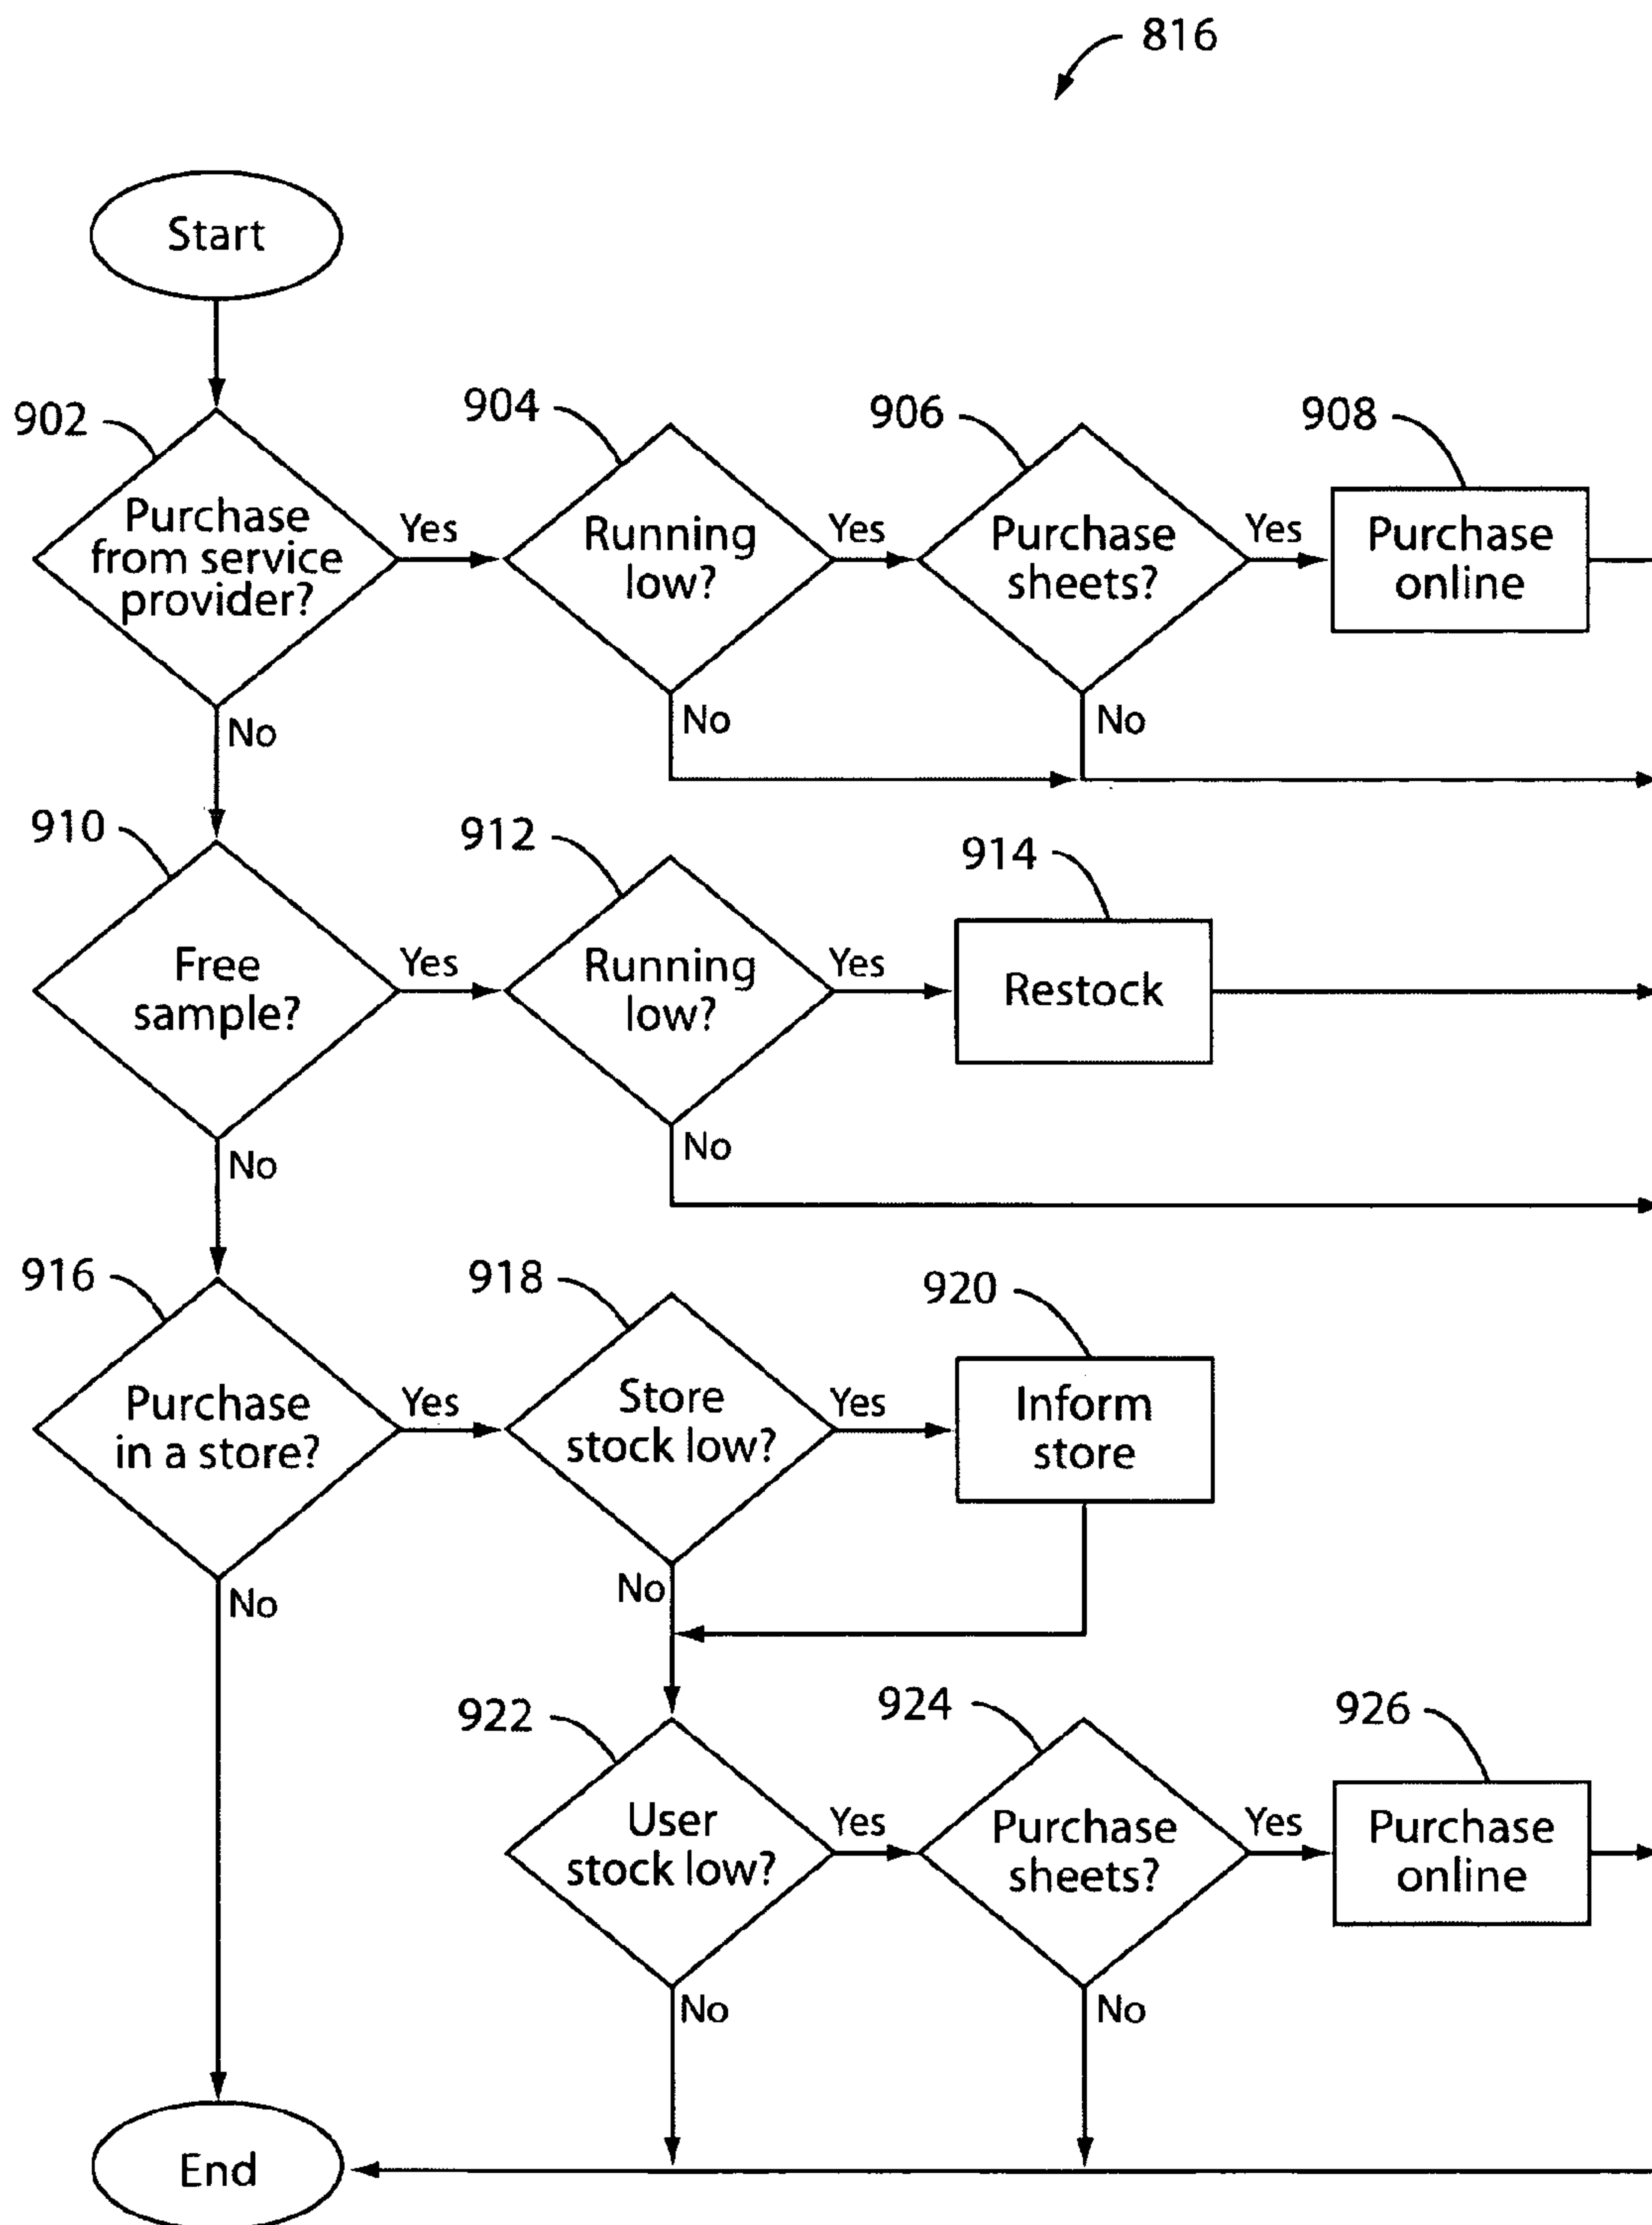 816
Start
902
904
906
908
Purchase
from service
provider?
Yes
Running
low?
Yes
Purchase
sheets?
Yes
Purchase
online
No
No
No
910
912
914
Free
sample?
Yes
Running
low?
Yes
Restock
No
No
916
918
920
Purchase
in a store?
Yes
Store
stock low?
Yes
Inform
store
No
No
922
924
926
User
stock low?
Yes
Purchase
sheets?
Yes
Purchase
online
No
No
End